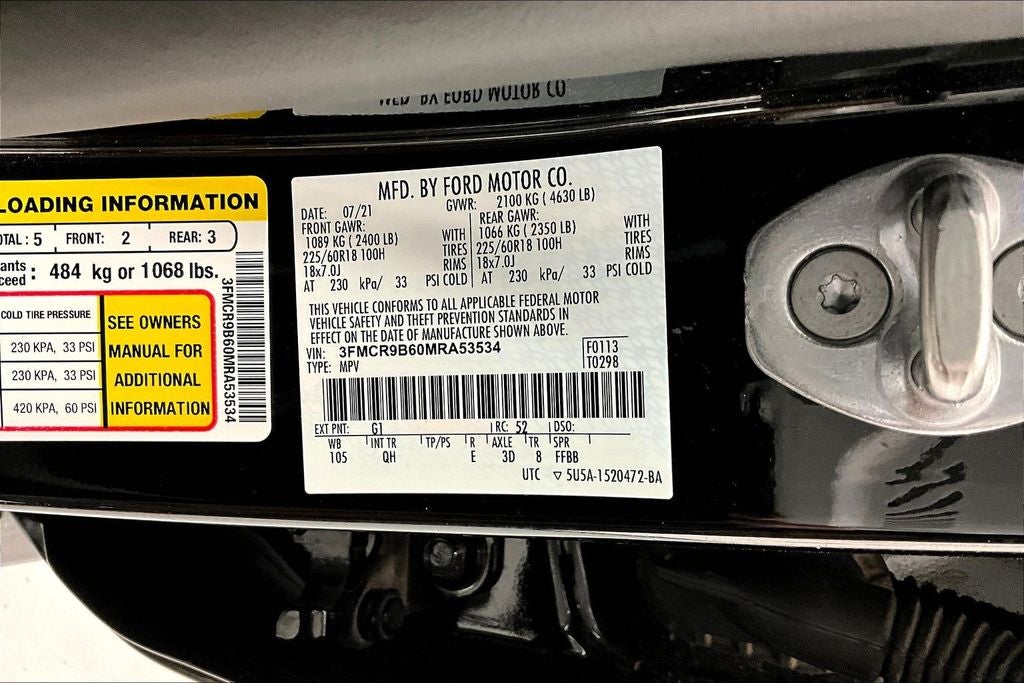 MFD. BY FORD MOTOR CO.
LOADING INFORMATION
OTAL : 5 FRONT: 2 REAR: 3
ants
ceed : 484 kg or 1068 lbs.
COLD TIRE PRESSURE
230 KPA, 33 PSI
230 KPA, 33 PSI
420 KPA, 60 PSI
SEE OWNERS
MANUAL FOR
ADDITIONAL
INFORMATION
3FMCR9B60MRA53534
MFD. BY FORD MOTOR CO.
DATE: 07/21 GVWR: 2100 KG ( 4630 LB)
FRONT GAWR: REAR GAWR:
1089 KG ( 2400 LB) WITH 1066 KG ( 2350 LB) WITH
225/60R18 100H TIRES 225/60R18 100H TIRES
18x7.0J RIMS 18x7.0J RIMS
AT 230 kPa/ 33 PSI COLD AT 230 kPa/ 33 PSI COLD
THIS VEHICLE CONFORMS TO ALL APPLICABLE FEDERAL MOTOR
VEHICLE SAFETY AND THEFT PREVENTION STANDARDS IN
EFFECT ON THE DATE OF MANUFACTURE SHOWN ABOVE.
VIN: 3FMCR9B60MRA53534 F0113
TYPE: MPV T0298
EXT PNT: G1 RC: 52 DSO:
WB INT TR TP/PS R AXLE TR SPR
105 QH E 3D 8 FFBB
UTC ▽ 5U5A-1520472-BA